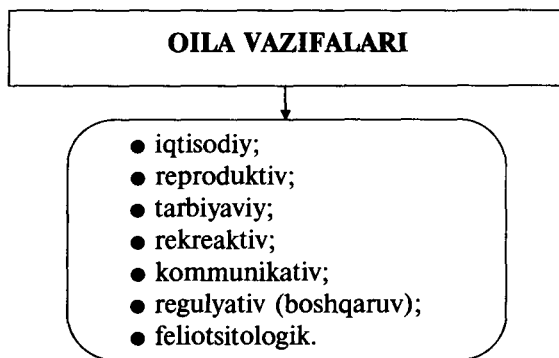 OILA VAZIFALARI
● iqtisodiy;
● reproduktiv;
● tarbiyaviy;
● rekreaktiv;
● kommunikativ;
● regulyativ (boshqaruv);
● feliotsitologik.